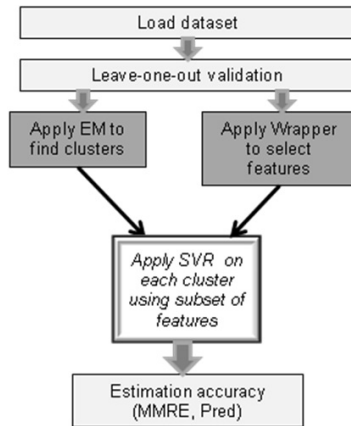 Load dataset
Leave-one-out validation
Apply EM to
find clusters
Apply Wrapper
to select
features
Apply SVR on
each cluster
using subset of
features
Estimation accuracy
(MMRE, Pred)